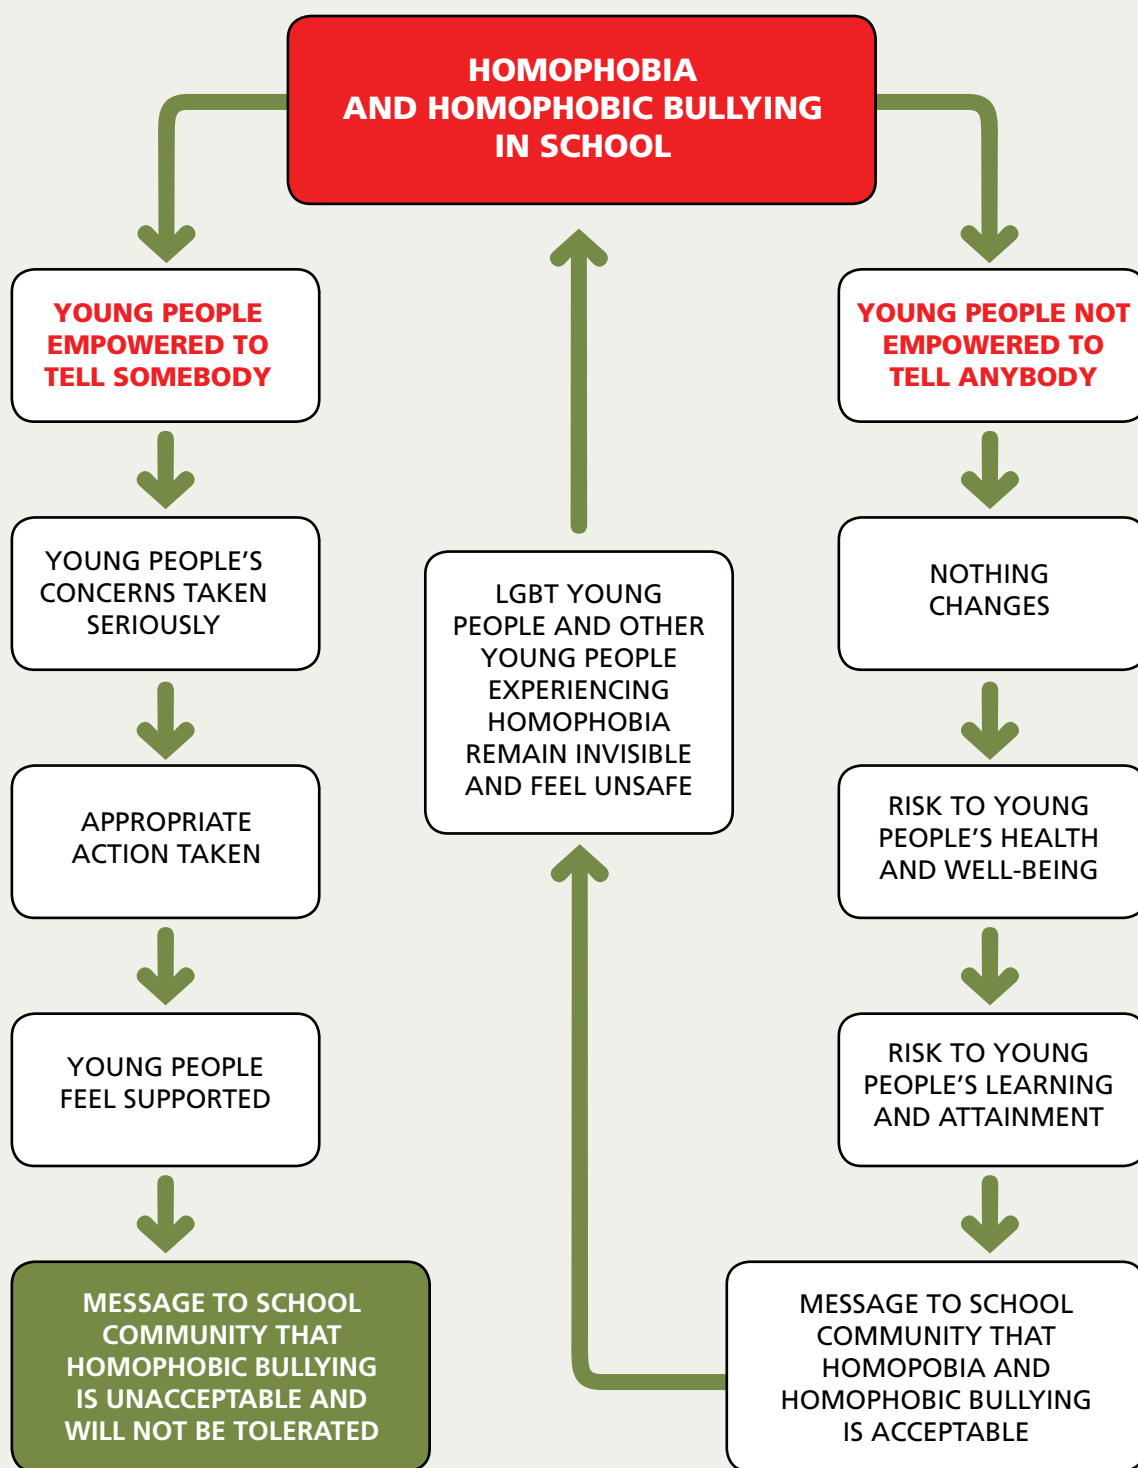 HOMOPHOBIA
AND HOMOPHOBIC BULLYING
IN SCHOOL
YOUNG PEOPLE
EMPOWERED TO
TELL SOMEBODY
YOUNG PEOPLE NOT
EMPOWERED TO
TELL ANYBODY
YOUNG PEOPLE’S
CONCERNS TAKEN
SERIOUSLY
LGBT YOUNG
PEOPLE AND OTHER
YOUNG PEOPLE
EXPERIENCING
HOMOPHOBIA
REMAIN INVISIBLE
AND FEEL UNSAFE
NOTHING
CHANGES
APPROPRIATE
ACTION TAKEN
RISK TO YOUNG
PEOPLE’S HEALTH
AND WELL-BEING
YOUNG PEOPLE
FEEL SUPPORTED
RISK TO YOUNG
PEOPLE’S LEARNING
AND ATTAINMENT
MESSAGE TO SCHOOL
COMMUNITY THAT
HOMOPHOBIC BULLYING
IS UNACCEPTABLE AND
WILL NOT BE TOLERATED
MESSAGE TO SCHOOL
COMMUNITY THAT
HOMOPOBIA AND
HOMOPHOBIC BULLYING
IS ACCEPTABLE